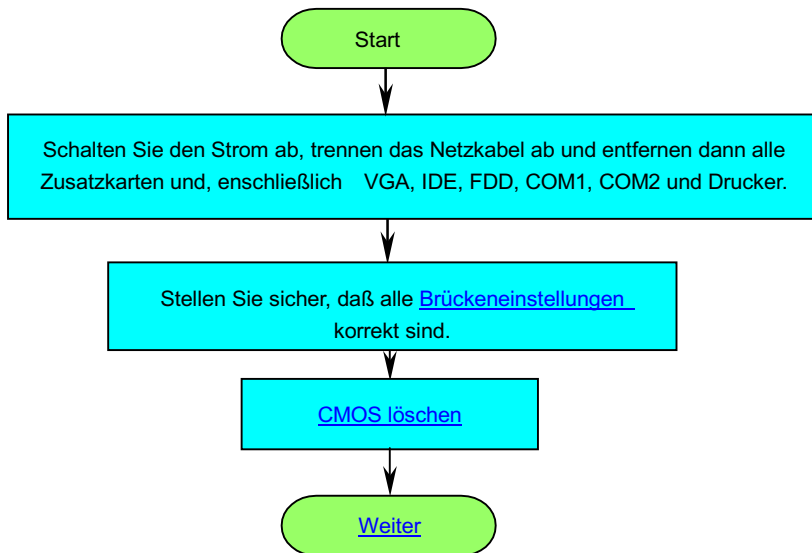 Start
Schalten Sie den Strom ab, trennen das Netzkabel ab und entfernen dann alle
Zusatzkarten und, enschließlich VGA, IDE, FDD, COM1, COM2 und Drucker.
Stellen Sie sicher, daß alle Brückeneinstellungen
korrekt sind.
CMOS löschen
Weiter